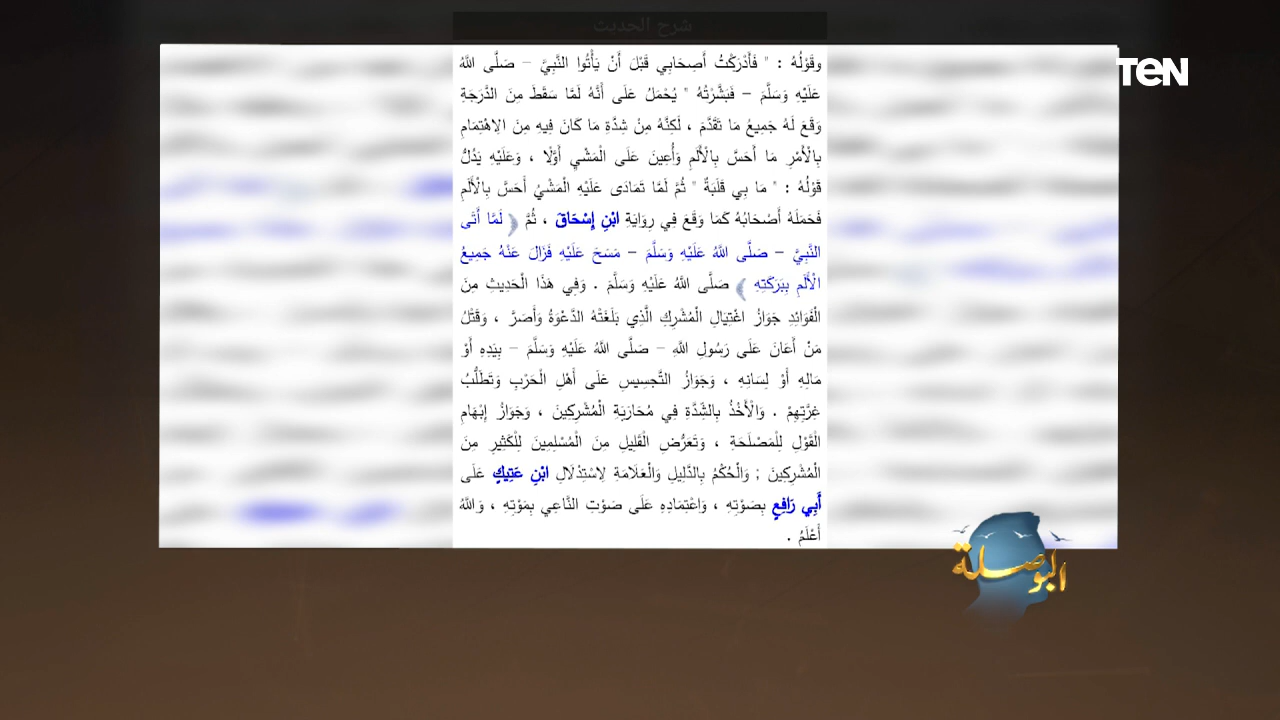 شرح الحديث
TEN
وقَوْلُهُ : " فَأَدْرَكْتُ أَصِحَابِي قَبْلَ أَنْ يَأْتُوا النَّبِيَّ – صَلَّى اللَّهُ
عَلَيْهِ وَسَلَّمَ – فَبَشَّرْتُهُ " يُحْمَلُ عَلَى أَنَّهُ لَمَّا سَقَطَ مِنَ الدَّرَجَةِ
وَقَعَ لَهُ جَمِيعُ مَا تَقَدَّمَ ، لَكِنَّهُ مِنْ شِدَّةِ مَا كَانَ فِيهِ مِنَ الِاهْتِمَامِ
بِالْأَمْرِ مَا أَحَسَّ بِالْأَلَمِ وَأُعِينَ عَلَى الْمَشْيِ أَوَّلًا ، وَعَلَيْهِ يَدُلُّ
قَوْلُهُ : " مَا بِي قَلَبَةٌ " ثُمَّ لَمَّا تَمَادَى عَلَيْهِ الْمَشْيُ أَحَسَّ بِالْأَلَمِ
فَحَمَلَهُ أَصْحَابُهُ كَمَا وَقَعَ فِي رِوَايَةِ ابْنِ إِسْحَاقَ ، ثُمَّ ﴿ لَمَّا أَتَى
النَّبِيَّ – صَلَّى اللَّهُ عَلَيْهِ وَسَلَّمَ – مَسَحَ عَلَيْهِ فَزَالَ عَنْهُ جَمِيعُ
الْأَلَمِ بِبَرَكَتِهِ ﴾ صَلَّى اللَّهُ عَلَيْهِ وَسَلَّمَ . وَفِي هَذَا الْحَدِيثِ مِنَ
الْفَوَائِدِ جَوَازُ اغْتِيَالِ الْمُشْرِكِ الَّذِي بَلَغَتْهُ الدَّعْوَةُ وَأَصَرَّ ، وَقَتْلُ
مَنْ أَعَانَ عَلَى رَسُولِ اللَّهِ – صَلَّى اللَّهُ عَلَيْهِ وَسَلَّمَ – بِيَدِهِ أَوْ
مَالِهِ أَوْ لِسَانِهِ ، وَجَوَازُ التَّجْسِيسِ عَلَى أَهْلِ الْحَرْبِ وَتَطَلُّبُ
غِرَّتِهِمْ . وَالْأَخْذُ بِالشِّدَّةِ فِي مُحَارَبَةِ الْمُشْرِكِينَ ، وَجَوَازُ إِبْهَامِ
الْقَوْلِ لِلْمَصْلَحَةِ ، وَتَعَرُّضِ الْقَلِيلِ مِنَ الْمُسْلِمِينَ لِلْكَثِيرِ مِنَ
الْمُشْرِكِينَ ; وَالْحُكْمُ بِالدَّلِيلِ وَالْعَلَامَةِ لِاسْتِدْلَالِ ابْنِ عَتِيكٍ عَلَى
أَبِي رَافِعٍ بِصَوْتِهِ ، وَاعْتِمَادِهِ عَلَى صَوْتِ النَّاعِي بِمَوْتِهِ ، وَاللَّهُ
أَعْلَمُ .
البوصلة